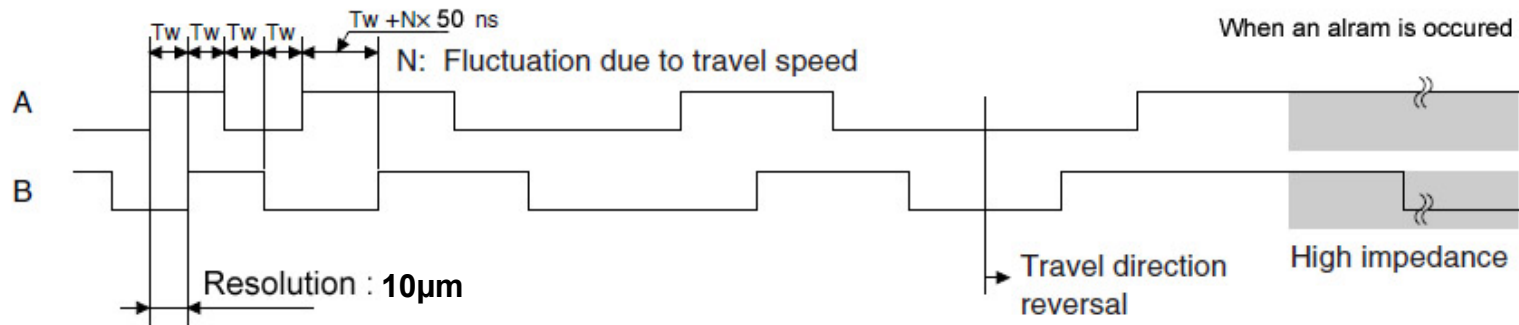 Tw Tw Tw Tw
Tw +N× 50 ns
When an alram is occured
N: Fluctuation due to travel speed
A
B
Resolution : 10µm
Travel direction
reversal
High impedance